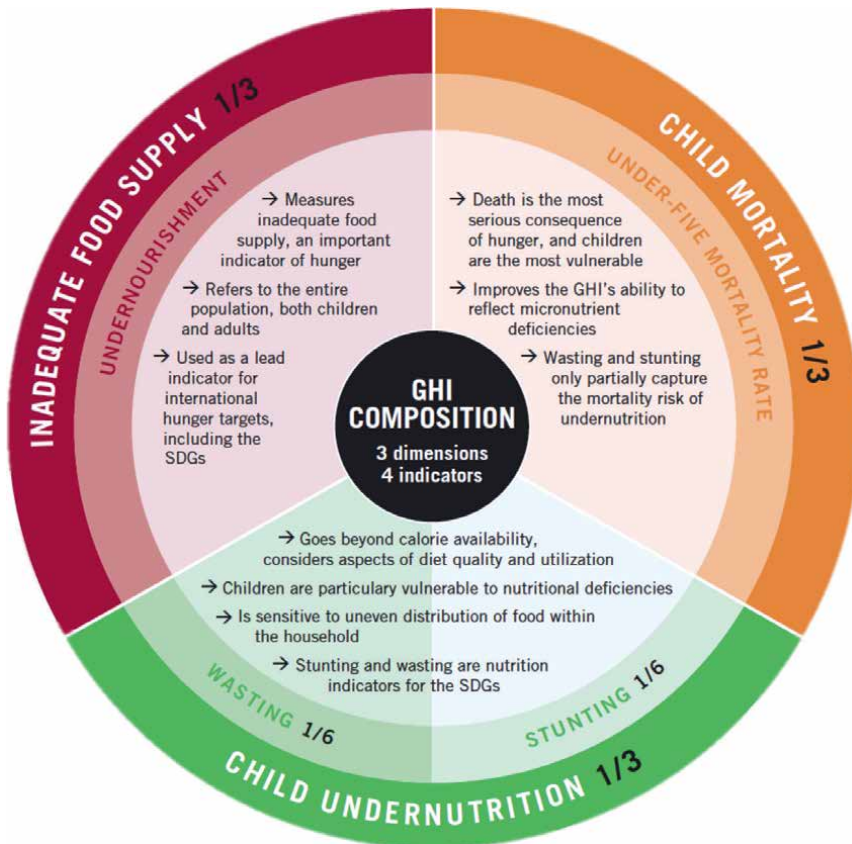 INADEQUATE FOOD SUPPLY 1/3
UNDERNOURISHMENT
→ Measures
inadequate food
supply, an important
indicator of hunger
→ Refers to the entire
population, both children
and adults
→ Used as a lead
indicator for
international
hunger targets,
including the
SDGs
CHILD MORTALITY 1/3
UNDER-FIVE MORTALITY RATE
→ Death is the most
serious consequence
of hunger, and children
are the most vulnerable
→ Improves the GHI's ability to
reflect micronutrient
deficiencies
→ Wasting and stunting
only partially capture
the mortality risk of
undernutrition
GHI
COMPOSITION
3 dimensions
4 indicators
→ Goes beyond calorie availability,
considers aspects of diet quality and utilization
→ Children are particulary vulnerable to nutritional deficiencies
→ Is sensitive to uneven distribution of food within
the household
→ Stunting and wasting are nutrition
indicators for the SDGs
WASTING 1/6
STUNTING 1/6
CHILD UNDERNUTRITION 1/3